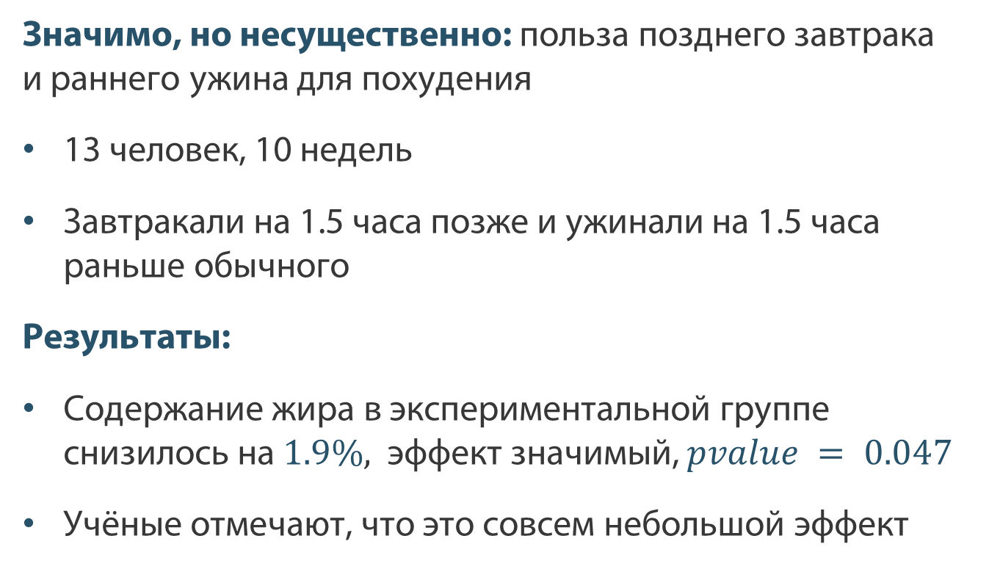 Значимо, но несущественно: польза позднего завтрака
и раннего ужина для похудения
• 13 человек, 10 недель
• Завтракали на 1.5 часа позже и ужинали на 1.5 часа
раньше обычного
Результаты:
• Содержание жира в экспериментальной группе
снизилось на 1.9%, эффект значимый, pvalue = 0.047
• Учёные отмечают, что это совсем небольшой эффект